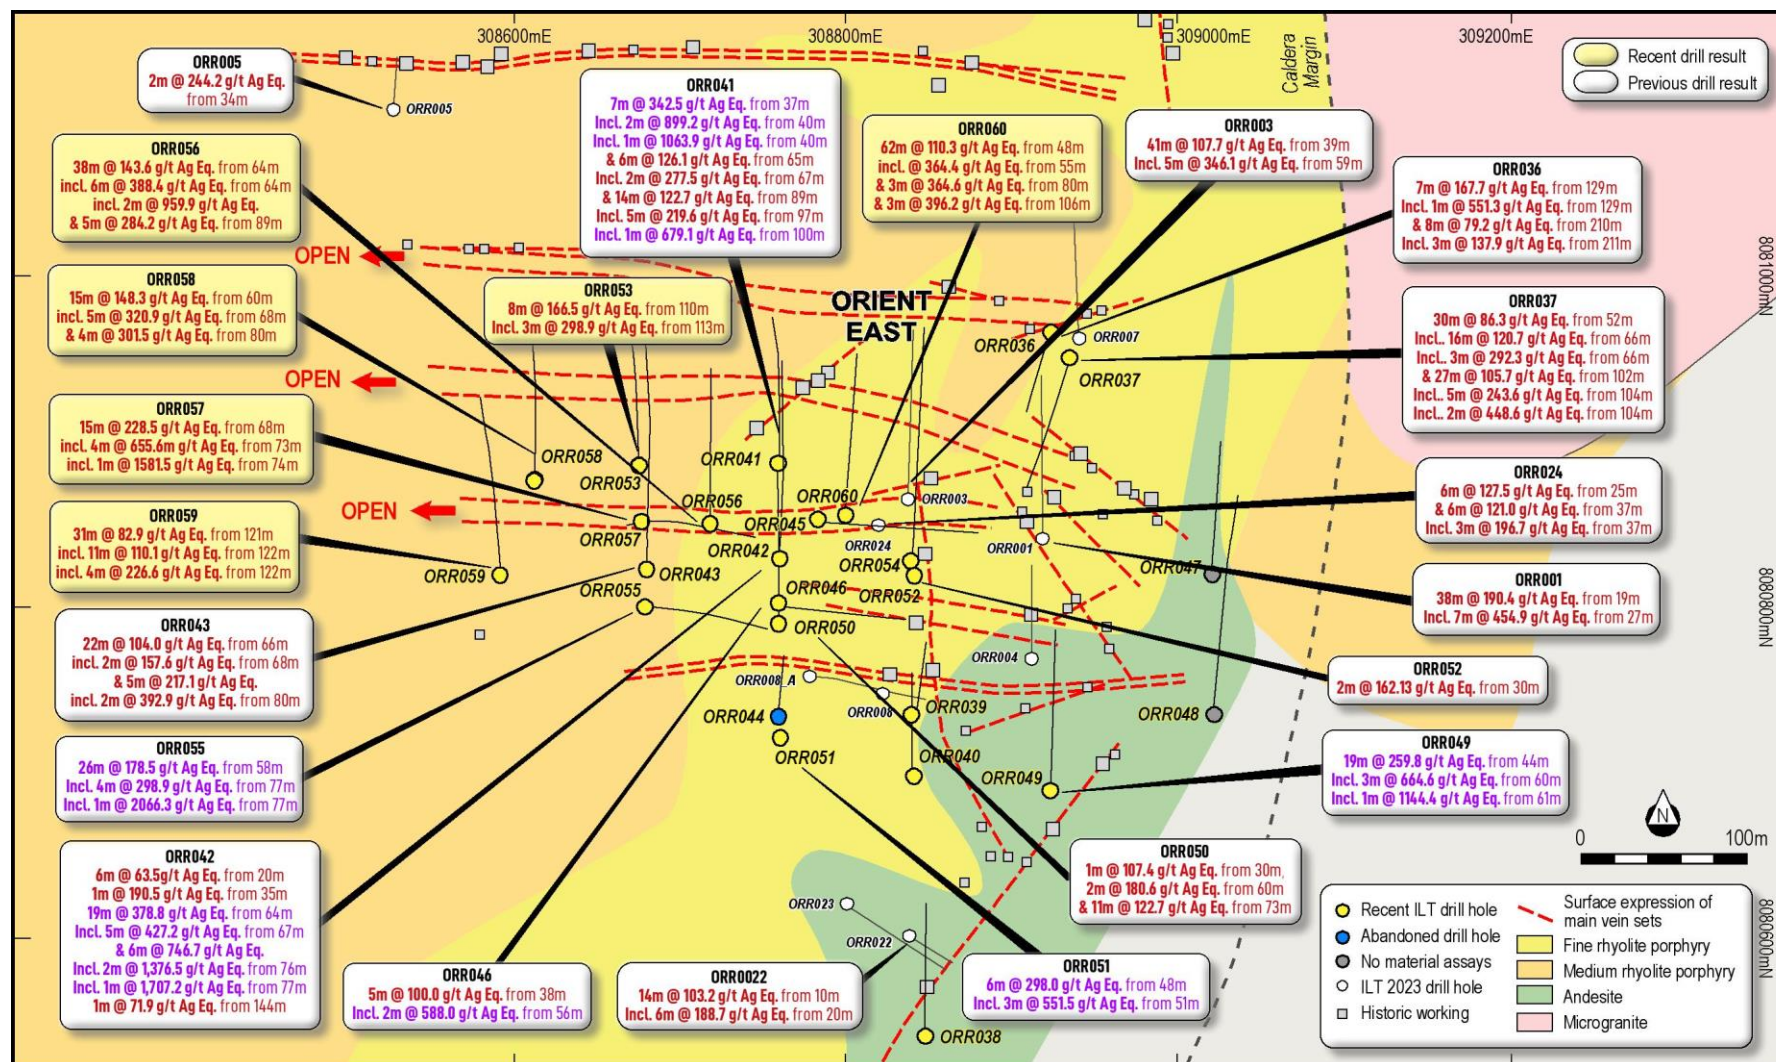 308600mE
308800mE
309000mE
309200mE
Caldera
Margin
Recent drill result
Previous drill result
ORR005
2m @ 244.2 g/t Ag Eq.
from 34m
ORR005
ORR041
7m @ 342.5 g/t Ag Eq. from 37m
Incl. 2m @ 899.2 g/t Ag Eq. from 40m
Incl. 1m @ 1063.9 g/t Ag Eq. from 40m
& 6m @ 126.1 g/t Ag Eq. from 65m
Incl. 2m @ 277.5 g/t Ag Eq. from 67m
& 14m @ 122.7 g/t Ag Eq. from 89m
Incl. 5m @ 219.6 g/t Ag Eq. from 97m
Incl. 1m @ 679.1 g/t Ag Eq. from 100m
ORR060
62m @ 110.3 g/t Ag Eq. from 48m
incl. @ 364.4 g/t Ag Eq. from 55m
& 3m @ 364.6 g/t Ag Eq. from 80m
& 3m @ 396.2 g/t Ag Eq. from 106m
ORR003
41m @ 107.7 g/t Ag Eq. from 39m
Incl. 5m @ 346.1 g/t Ag Eq. from 59m
ORR056
38m @ 143.6 g/t Ag Eq. from 64m
incl. 6m @ 388.4 g/t Ag Eq. from 64m
incl. 2m @ 959.9 g/t Ag Eq.
& 5m @ 284.2 g/t Ag Eq. from 89m
ORR036
7m @ 167.7 g/t Ag Eq. from 129m
Incl. 1m @ 551.3 g/t Ag Eq. from 129m
& 8m @ 79.2 g/t Ag Eq. from 210m
Incl. 3m @ 137.9 g/t Ag Eq. from 211m
OPEN
8081000mN
ORR058
15m @ 148.3 g/t Ag Eq. from 60m
incl. 5m @ 320.9 g/t Ag Eq. from 68m
& 4m @ 301.5 g/t Ag Eq. from 80m
ORR053
8m @ 166.5 g/t Ag Eq. from 110m
Incl. 3m @ 298.9 g/t Ag Eq. from 113m
ORIENT
EAST
ORR036
ORR007
ORR037
ORR037
30m @ 86.3 g/t Ag Eq. from 52m
Incl. 16m @ 120.7 g/t Ag Eq. from 66m
Incl. 3m @ 292.3 g/t Ag Eq. from 66m
& 27m @ 105.7 g/t Ag Eq. from 102m
Incl. 5m @ 243.6 g/t Ag Eq. from 104m
Incl. 2m @ 448.6 g/t Ag Eq. from 104m
OPEN
ORR057
15m @ 228.5 g/t Ag Eq. from 68m
incl. 4m @ 655.6m g/t Ag Eq. from 73m
incl. 1m @ 1581.5 g/t Ag Eq. from 74m
ORR058
ORR053
ORR041
ORR056
ORR060
ORR003
ORR024
6m @ 127.5 g/t Ag Eq. from 25m
& 6m @ 121.0 g/t Ag Eq. from 37m
Incl. 3m @ 196.7 g/t Ag Eq. from 37m
OPEN
ORR059
31m @ 82.9 g/t Ag Eq. from 121m
incl. 11m @ 110.1 g/t Ag Eq. from 122m
incl. 4m @ 226.6 g/t Ag Eq. from 122m
ORR059
ORR057
ORR045
ORR042
ORR024
ORR001
ORR043
ORR054
ORR047
ORR055
ORR046
ORR052
ORR050
ORR001
38m @ 190.4 g/t Ag Eq. from 19m
Incl. 7m @ 454.9 g/t Ag Eq. from 27m
8080800mN
ORR043
22m @ 104.0 g/t Ag Eq. from 66m
incl. 2m @ 157.6 g/t Ag Eq. from 68m
& 5m @ 217.1 g/t Ag Eq.
incl. 2m @ 392.9 g/t Ag Eq. from 80m
ORR004
ORR008_A
ORR008
ORR039
ORR044
ORR051
ORR040
ORR049
ORR048
ORR052
2m @ 162.13 g/t Ag Eq. from 30m
ORR055
26m @ 178.5 g/t Ag Eq. from 58m
Incl. 4m @ 298.9 g/t Ag Eq. from 77m
Incl. 1m @ 2066.3 g/t Ag Eq. from 77m
ORR049
19m @ 259.8 g/t Ag Eq. from 44m
Incl. 3m @ 664.6 g/t Ag Eq. from 60m
Incl. 1m @ 1144.4 g/t Ag Eq. from 61m
ORR042
6m @ 63.5g/t Ag Eq. from 20m
1m @ 190.5 g/t Ag Eq. from 35m
19m @ 378.8 g/t Ag Eq. from 64m
Incl. 5m @ 427.2 g/t Ag Eq. from 67m
& 6m @ 746.7 g/t Ag Eq.
Incl. 2m @ 1,376.5 g/t Ag Eq. from 76m
Incl. 1m @ 1,707.2 g/t Ag Eq. from 77m
1m @ 71.9 g/t Ag Eq. from 144m
ORR050
1m @ 107.4 g/t Ag Eq. from 30m,
2m @ 180.6 g/t Ag Eq. from 60m
& 11m @ 122.7 g/t Ag Eq. from 73m
ORR023
ORR022
ORR038
ORR046
5m @ 100.0 g/t Ag Eq. from 38m
Incl. 2m @ 588.0 g/t Ag Eq. from 56m
ORR0022
14m @ 103.2 g/t Ag Eq. from 10m
Incl. 6m @ 188.7 g/t Ag Eq. from 20m
ORR051
6m @ 298.0 g/t Ag Eq. from 48m
Incl. 3m @ 551.5 g/t Ag Eq. from 51m
N
0
100m
8080600mN
Recent ILT drill hole
Abandoned drill hole
No material assays
ILT 2023 drill hole
Historic working
Surface expression of
main vein sets
Fine rhyolite porphyry
Medium rhyolite porphyry
Andesite
Microgranite